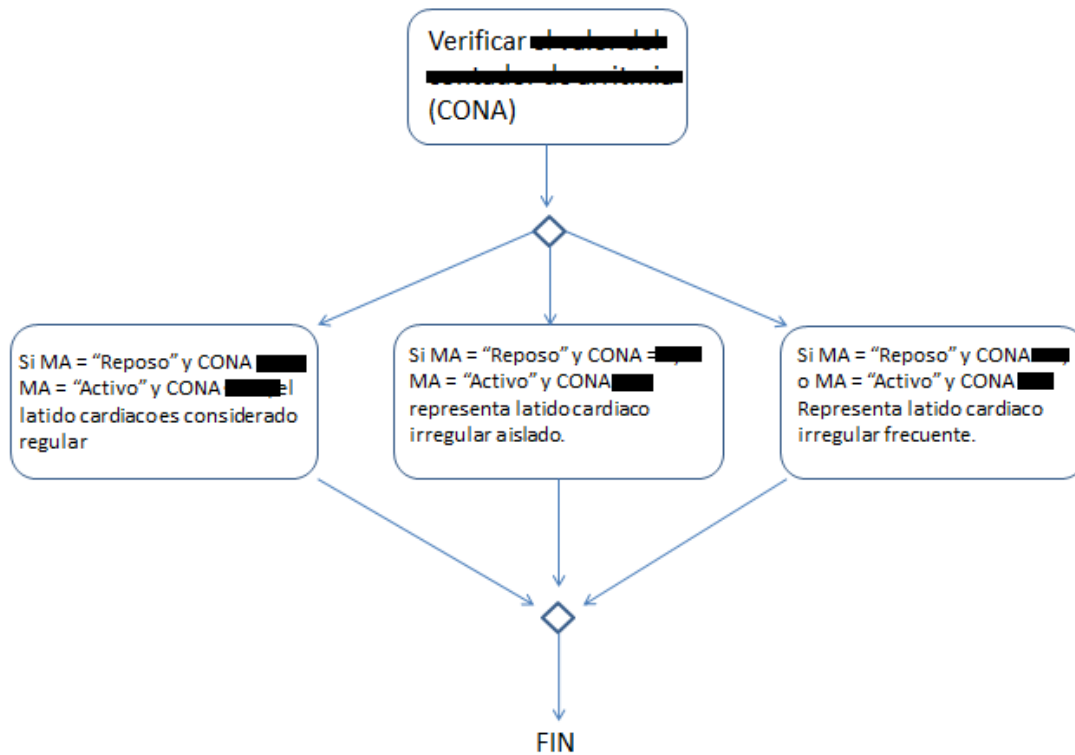 Verificar
(CONA)
Si MA = “Reposo” y CONA
MA = “Activo” y CONA el
latido cardiaco es considerado
regular
Si MA = “Reposo” y CONA =
MA = “Activo” y CONA
representa latido cardiaco
irregular aislado.
Si MA = “Reposo” y CONA
o MA = “Activo” y CONA
Representa latido cardiaco
irregular frecuente.
FIN